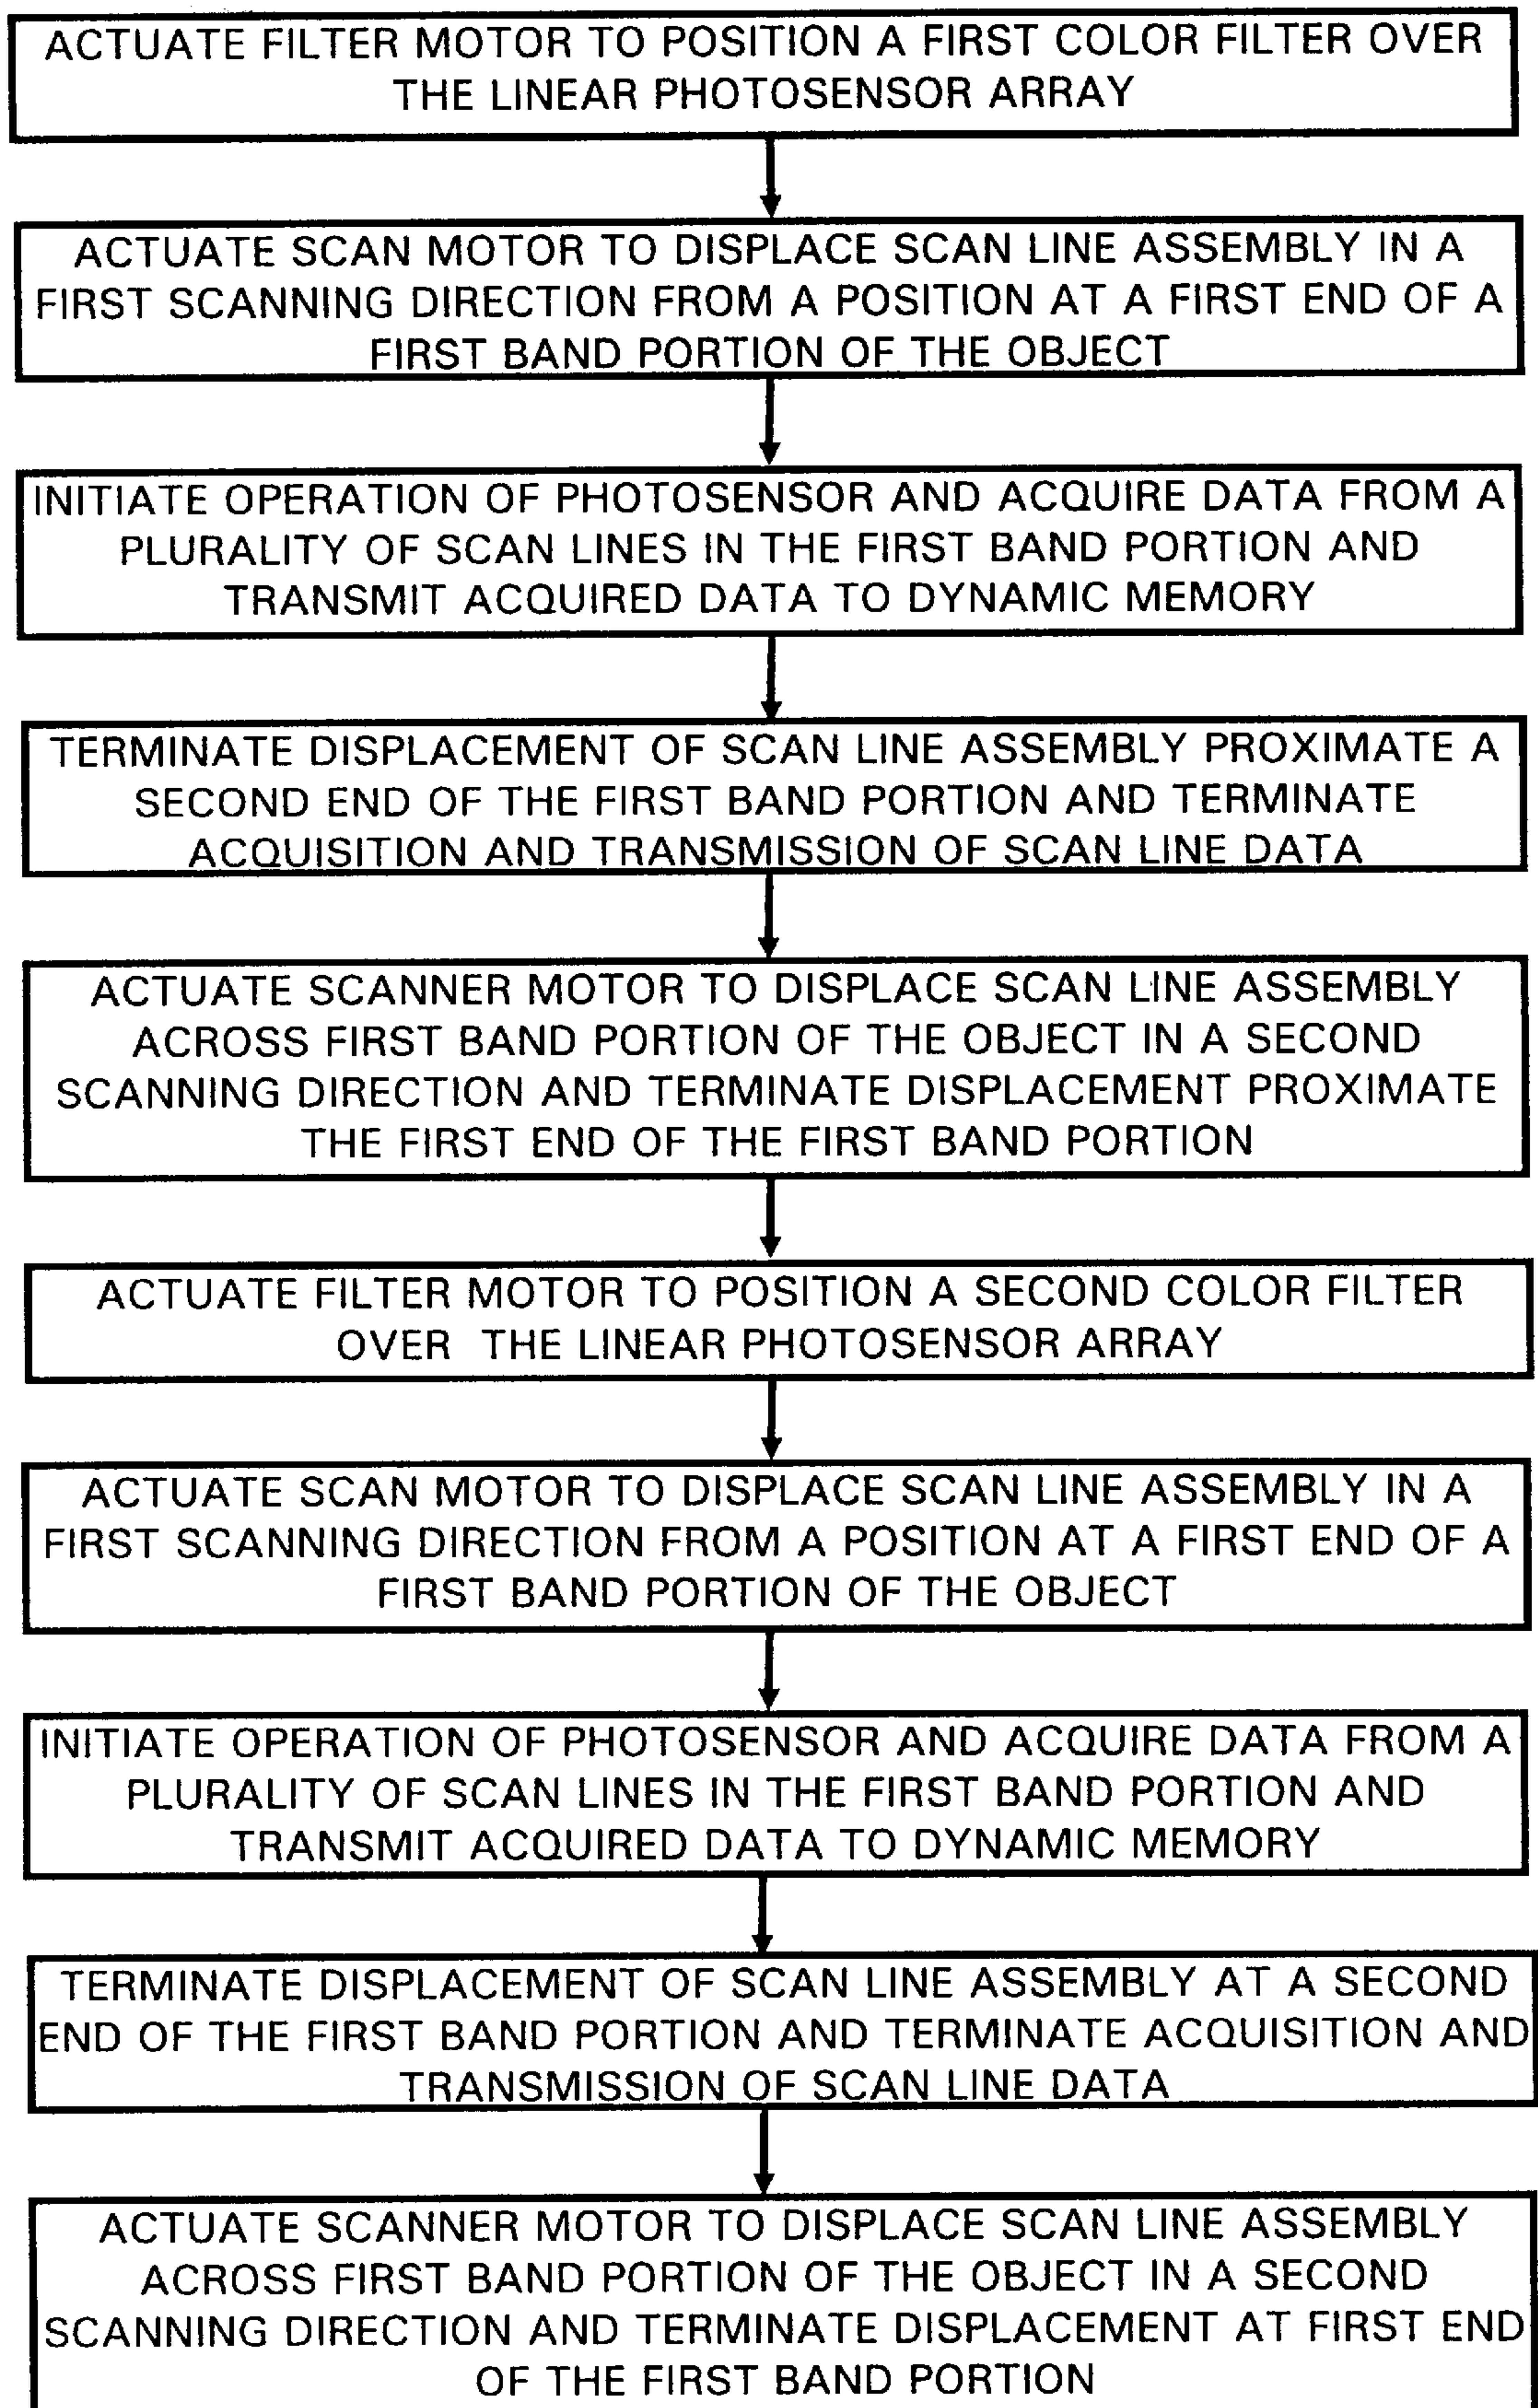 ACTUATE FILTER MOTOR TO POSITION A FIRST COLOR FILTER OVER
THE LINEAR PHOTOSENSOR ARRAY
ACTUATE SCAN MOTOR TO DISPLACE SCAN LINE ASSEMBLY IN A
FIRST SCANNING DIRECTION FROM A POSITION AT A FIRST END OF A
FIRST BAND PORTION OF THE OBJECT
INITIATE OPERATION OF PHOTOSENSOR AND ACQUIRE DATA FROM A
PLURALITY OF SCAN LINES IN THE FIRST BAND PORTION AND
TRANSMIT ACQUIRED DATA TO DYNAMIC MEMORY
TERMINATE DISPLACEMENT OF SCAN LINE ASSEMBLY PROXIMATE A
SECOND END OF THE FIRST BAND PORTION AND TERMINATE
ACQUISITION AND TRANSMISSION OF SCAN LINE DATA
ACTUATE SCANNER MOTOR TO DISPLACE SCAN LINE ASSEMBLY
ACROSS FIRST BAND PORTION OF THE OBJECT IN A SECOND
SCANNING DIRECTION AND TERMINATE DISPLACEMENT PROXIMATE
THE FIRST END OF THE FIRST BAND PORTION
ACTUATE FILTER MOTOR TO POSITION A SECOND COLOR FILTER
OVER THE LINEAR PHOTOSENSOR ARRAY
ACTUATE SCAN MOTOR TO DISPLACE SCAN LINE ASSEMBLY IN A
FIRST SCANNING DIRECTION FROM A POSITION AT A FIRST END OF A
FIRST BAND PORTION OF THE OBJECT
INITIATE OPERATION OF PHOTOSENSOR AND ACQUIRE DATA FROM A
PLURALITY OF SCAN LINES IN THE FIRST BAND PORTION AND
TRANSMIT ACQUIRED DATA TO DYNAMIC MEMORY
TERMINATE DISPLACEMENT OF SCAN LINE ASSEMBLY AT A SECOND
END OF THE FIRST BAND PORTION AND TERMINATE ACQUISITION AND
TRANSMISSION OF SCAN LINE DATA
ACTUATE SCANNER MOTOR TO DISPLACE SCAN LINE ASSEMBLY
ACROSS FIRST BAND PORTION OF THE OBJECT IN A SECOND
SCANNING DIRECTION AND TERMINATE DISPLACEMENT AT FIRST END
OF THE FIRST BAND PORTION